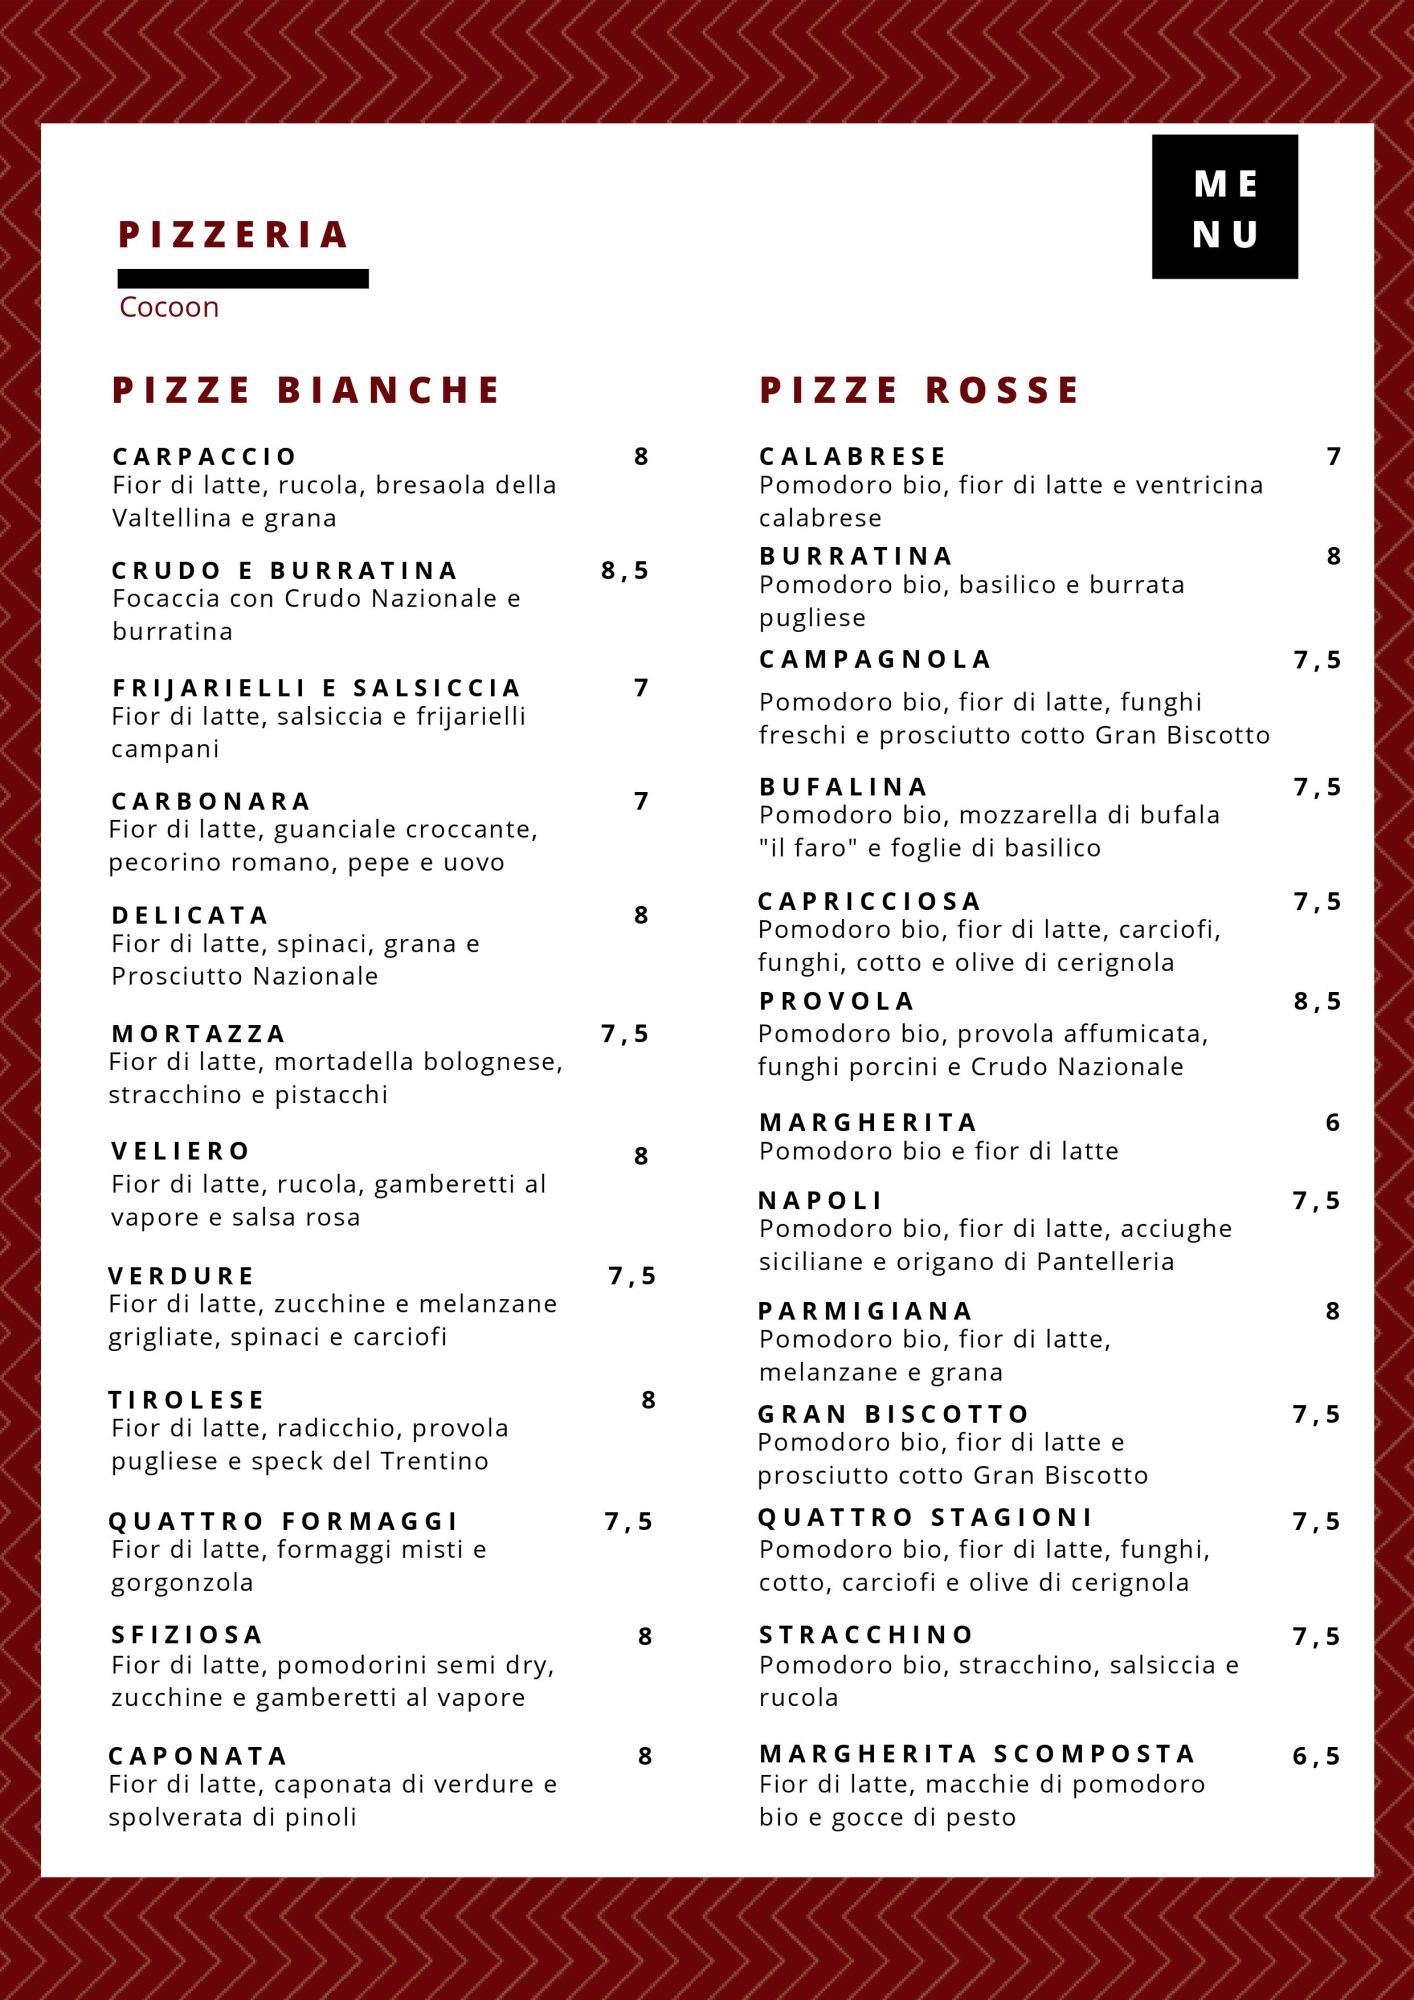 ME
NU
PIZZERIA
Cocoon
PIZZE BIANCHE
CARPACCIO 8
Fior di latte, rucola, bresaola della
Valtellina e grana
CRUDO E BURRATINA 8,5
Focaccia con Crudo Nazionale e
burratina
FRIJARIELLI E SALSICCIA 7
Fior di latte, salsiccia e frijarielli
campani
CARBONARA 7
Fior di latte, guanciale croccante,
pecorino romano, pepe e uovo
DELICATA 8
Fior di latte, spinaci, grana e
Prosciutto Nazionale
MORTAZZA 7,5
Fior di latte, mortadella bolognese,
stracchino e pistacchi
VELIERO 8
Fior di latte, rucola, gamberetti al
vapore e salsa rosa
VERDURE 7,5
Fior di latte, zucchine e melanzane
grigliate, spinaci e carciofi
TIROLESE 8
Fior di latte, radicchio, provola
pugliese e speck del Trentino
QUATTRO FORMAGGI 7,5
Fior di latte, formaggi misti e
gorgonzola
SFIZIOSA 8
Fior di latte, pomodorini semi dry,
zucchine e gamberetti al vapore
CAPONATA 8
Fior di latte, caponata di verdure e
spolverata di pinoli
PIZZE ROSSE
CALABRESE 7
Pomodoro bio, fior di latte e ventricina
calabrese
BURRATINA 8
Pomodoro bio, basilico e burrata
pugliese
CAMPAGNOLA 7,5
Pomodoro bio, fior di latte, funghi
freschi e prosciutto cotto Gran Biscotto
BUFALINA 7,5
Pomodoro bio, mozzarella di bufala
"il faro" e foglie di basilico
CAPRICCIOSA 7,5
Pomodoro bio, fior di latte, carciofi,
funghi, cotto e olive di cerignola
PROVOLA 8,5
Pomodoro bio, provola affumicata,
funghi porcini e Crudo Nazionale
MARGHERITA 6
Pomodoro bio e fior di latte
NAPOLI 7,5
Pomodoro bio, fior di latte, acciughe
siciliane e origano di Pantelleria
PARMIGIANA 8
Pomodoro bio, fior di latte,
melanzane e grana
GRAN BISCOTTO 7,5
Pomodoro bio, fior di latte e
prosciutto cotto Gran Biscotto
QUATTRO STAGIONI 7,5
Pomodoro bio, fior di latte, funghi,
cotto, carciofi e olive di cerignola
STRACCHINO 7,5
Pomodoro bio, stracchino, salsiccia e
rucola
MARGHERITA SCOMPOSTA 6,5
Fior di latte, macchie di pomodoro
bio e gocce di pesto